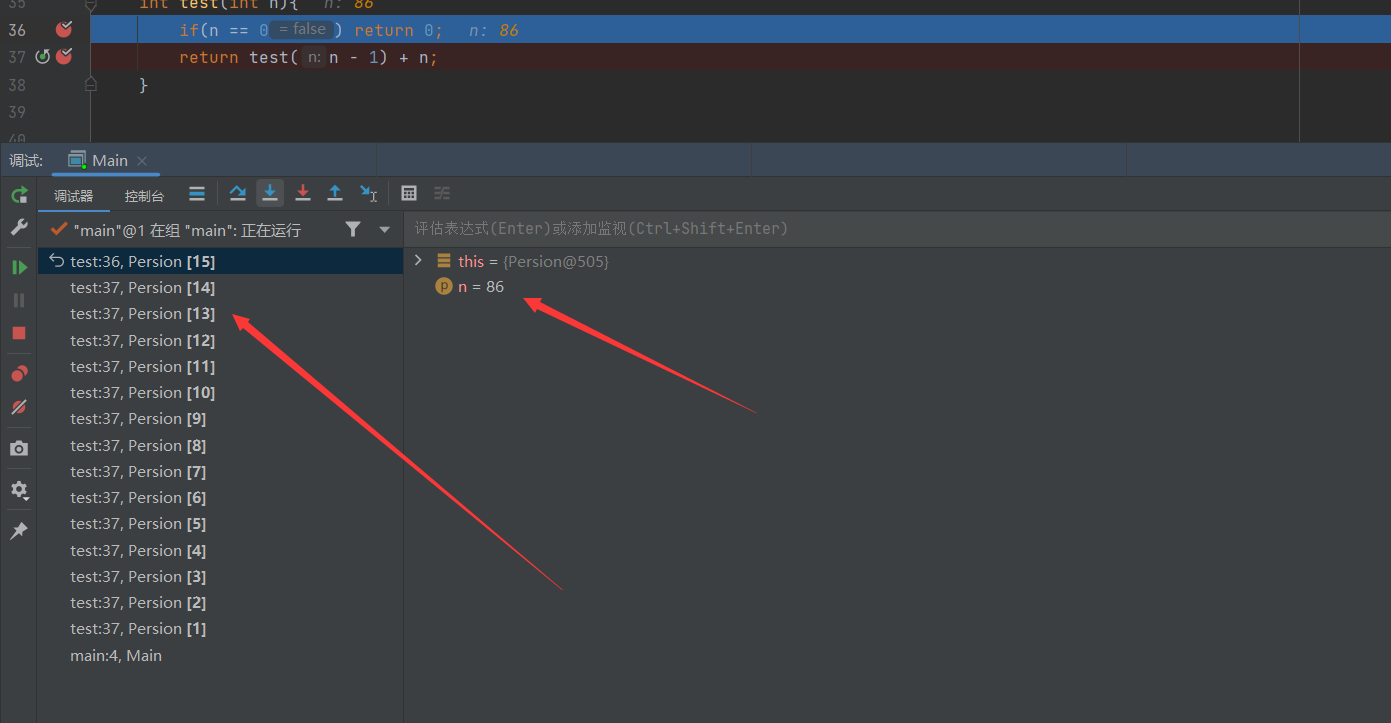 35 int test(int n){ n: 86
36 if(n == 0 = false ) return 0; n: 86
37 return test( n: n - 1) + n;
38 }
39
40
调试: Main
调试器 控制台
"main"@1 在组 "main": 正在运行
评估表达式(Enter)或添加监视(Ctrl+Shift+Enter)
test:36, Persion [15]
this = {Persion@505}
test:37, Persion [14]
p n = 86
test:37, Persion [13]
test:37, Persion [12]
test:37, Persion [11]
test:37, Persion [10]
test:37, Persion [9]
test:37, Persion [8]
test:37, Persion [7]
test:37, Persion [6]
test:37, Persion [5]
test:37, Persion [4]
test:37, Persion [3]
test:37, Persion [2]
test:37, Persion [1]
main:4, Main